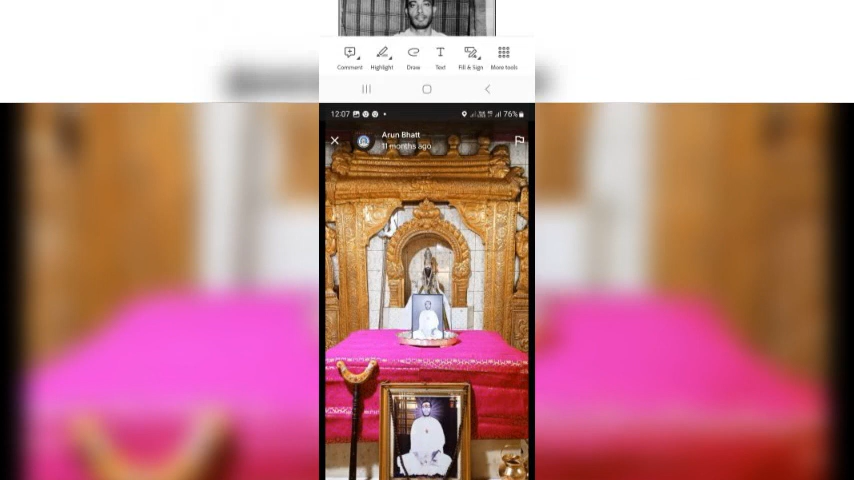 Comment
Highlight
Draw
Text
Fill & Sign
More tools
12:07
76%
Arun Bhatt
11 months ago